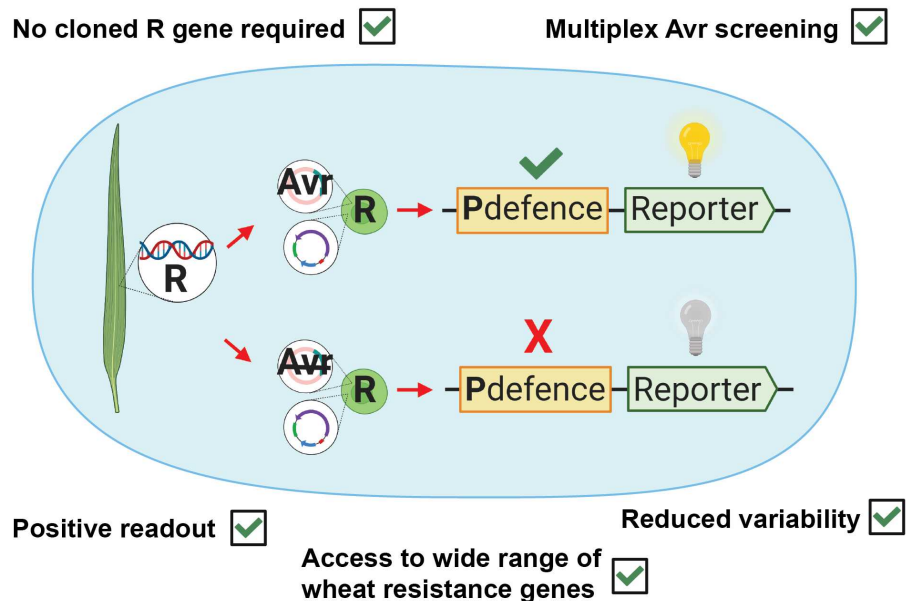 No cloned R gene required
Multiplex Avr screening
Avr
R
Pdefence
Reporter
R
Avr
R
X
Pdefence
Reporter
Positive readout
Reduced variability
Access to wide range of
wheat resistance genes